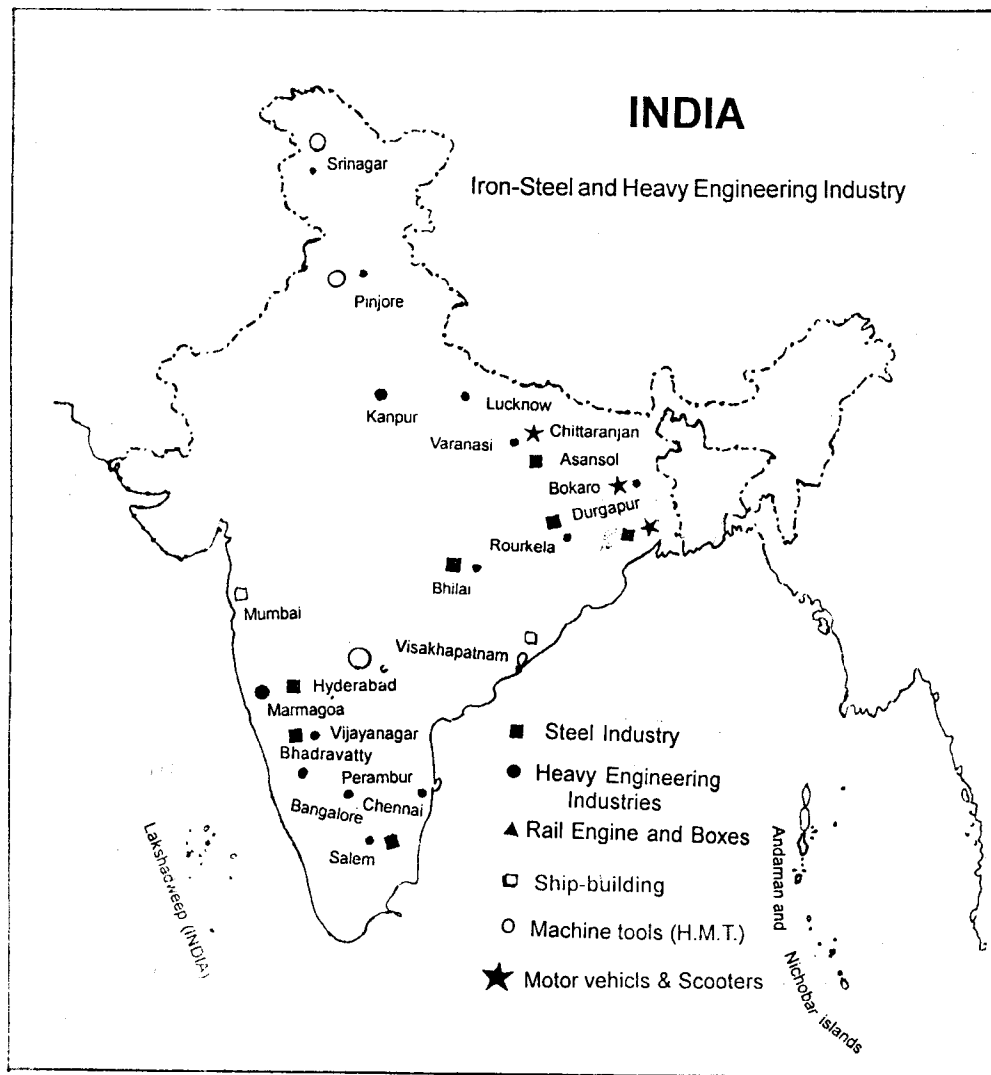 INDIA
Iron-Steel and Heavy Engineering Industry
Srinagar
Pinjore
Kanpur
Lucknow
Varanasi
Chittaranjan
Asansol
Bokaro
Durgapur
Rourkela
Bhilai
Mumbai
Visakhapatnam
Hyderabad
Marmagoa
Vijayanagar
Bhadravatty
Perambur
Bangalore
Chennai
Salem
Steel Industry
Heavy Engineering
Industries
Rail Engine and Boxes
Ship-building
Machine tools (H.M.T.)
Motor vehicls & Scooters
Lakshadweep (INDIA)
Andaman and
Nichobar islands